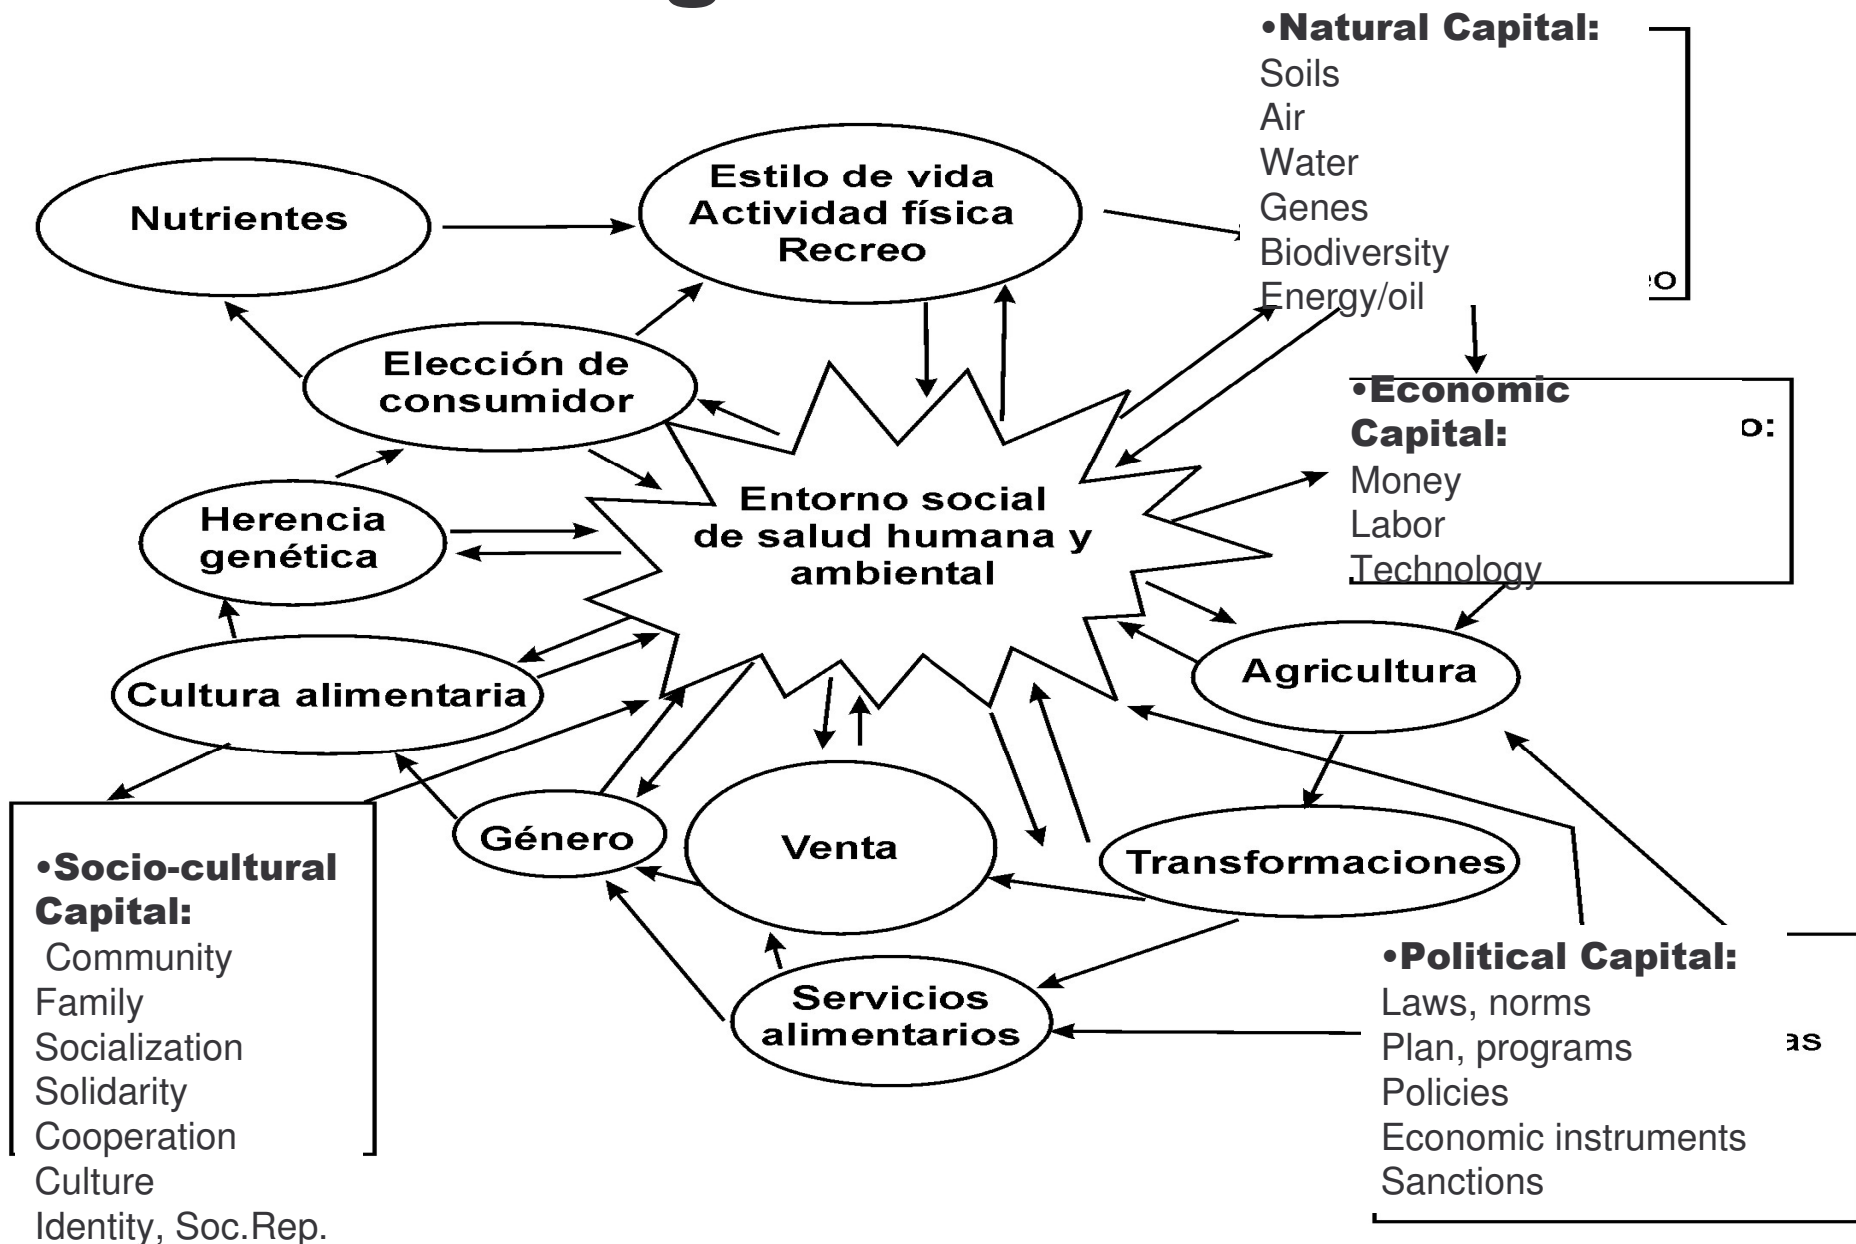 •Natural Capital:
Soils
Air
Water
Genes
Biodiversity
Energy/oil
Estilo de vida
Actividad física
Recreo
Nutrientes
Elección de
consumidor
•Economic
Capital:
Money
Labor
Technology
o:
Entorno social
de salud humana y
ambiental
Herencia
genética
Agricultura
Cultura alimentaria
Género
Venta
Transformaciones
•Socio-cultural
Capital:
Community
Family
Socialization
Solidarity
Cooperation
Culture
Identity, Soc.Rep.
Servicios
alimentarios
•Political Capital:
Laws, norms
Plan, programs
Policies
Economic instruments
Sanctions
as